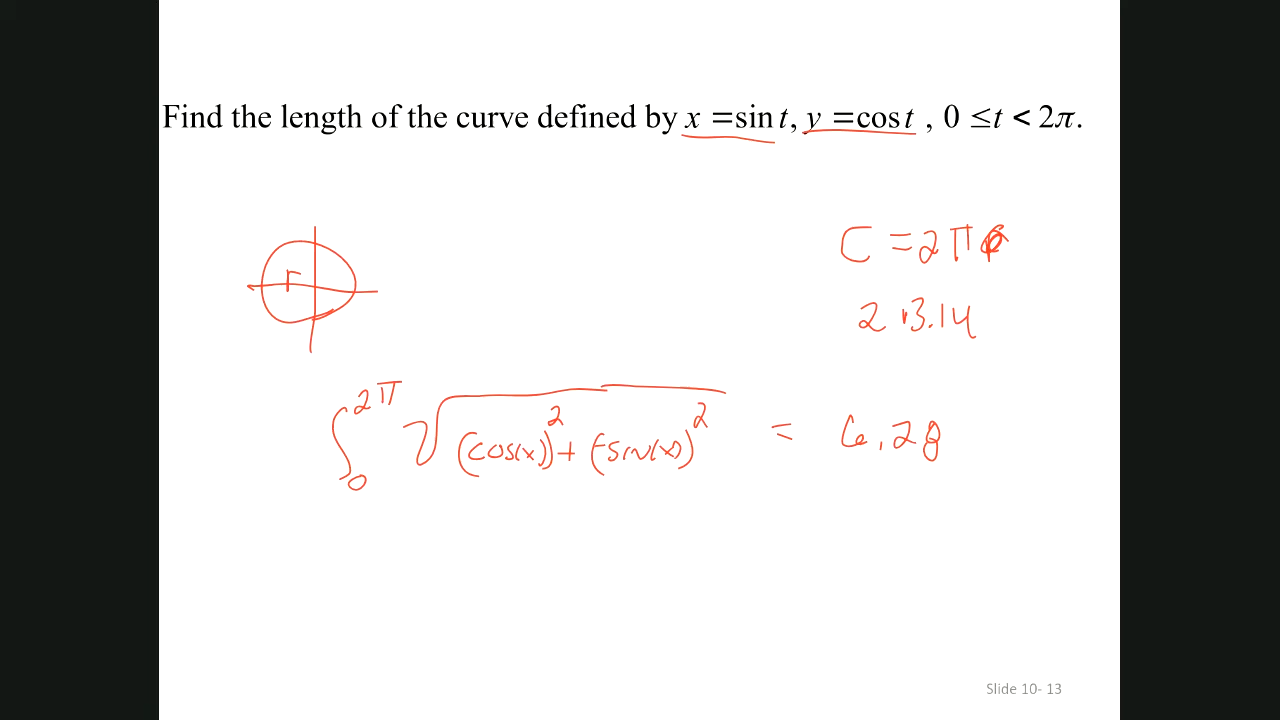 Find the length of the curve defined by x = sin t, y = cos t , 0 ≤ t < 2π.
r
C = 2π
2 · 3.14
∫₀^2π √((cos(x))² + (-sin(x))² = 6.28
Slide 10- 13